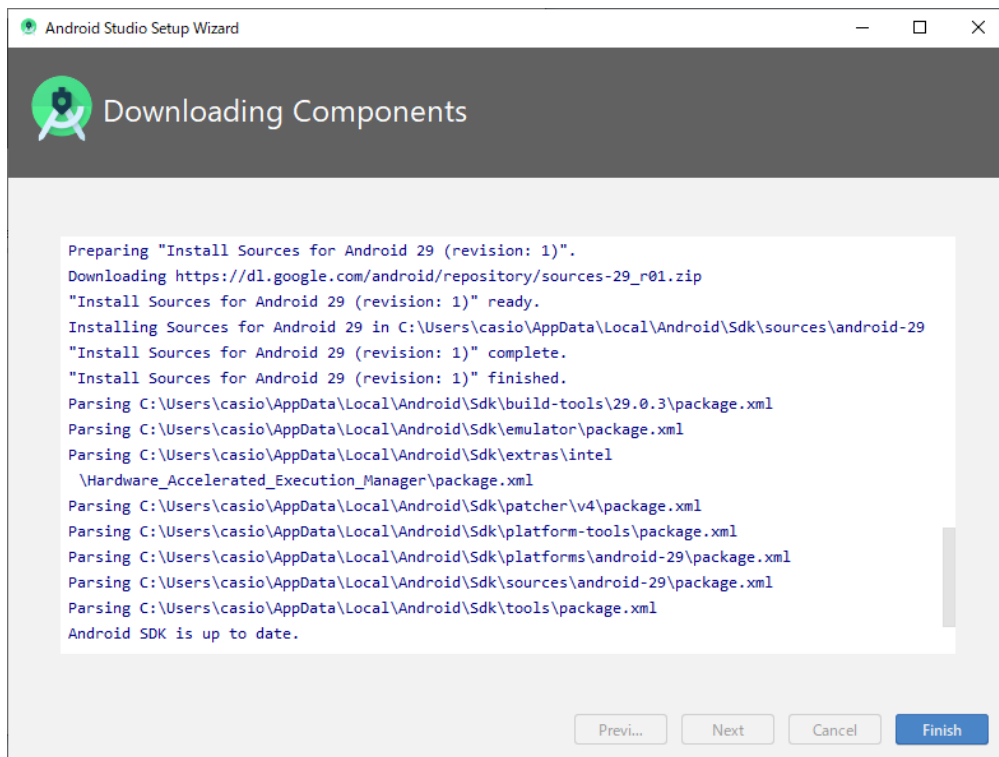 Android Studio Setup Wizard
Downloading Components
Preparing "Install Sources for Android 29 (revision: 1)".
Downloading https://dl.google.com/android/repository/sources-29_r01.zip
"Install Sources for Android 29 (revision: 1)" ready.
Installing Sources for Android 29 in C:\Users\casio\AppData\Local\Android\Sdk\sources\android-29
"Install Sources for Android 29 (revision: 1)" complete.
"Install Sources for Android 29 (revision: 1)" finished.
Parsing C:\Users\casio\AppData\Local\Android\Sdk\build-tools\29.0.3\package.xml
Parsing C:\Users\casio\AppData\Local\Android\Sdk\emulator\package.xml
Parsing C:\Users\casio\AppData\Local\Android\Sdk\extras\intel
\Hardware_Accelerated_Execution_Manager\package.xml
Parsing C:\Users\casio\AppData\Local\Android\Sdk\patcher\v4\package.xml
Parsing C:\Users\casio\AppData\Local\Android\Sdk\platform-tools\package.xml
Parsing C:\Users\casio\AppData\Local\Android\Sdk\platforms\android-29\package.xml
Parsing C:\Users\casio\AppData\Local\Android\Sdk\sources\android-29\package.xml
Parsing C:\Users\casio\AppData\Local\Android\Sdk\tools\package.xml
Android SDK is up to date.
Previ... Next Cancel Finish